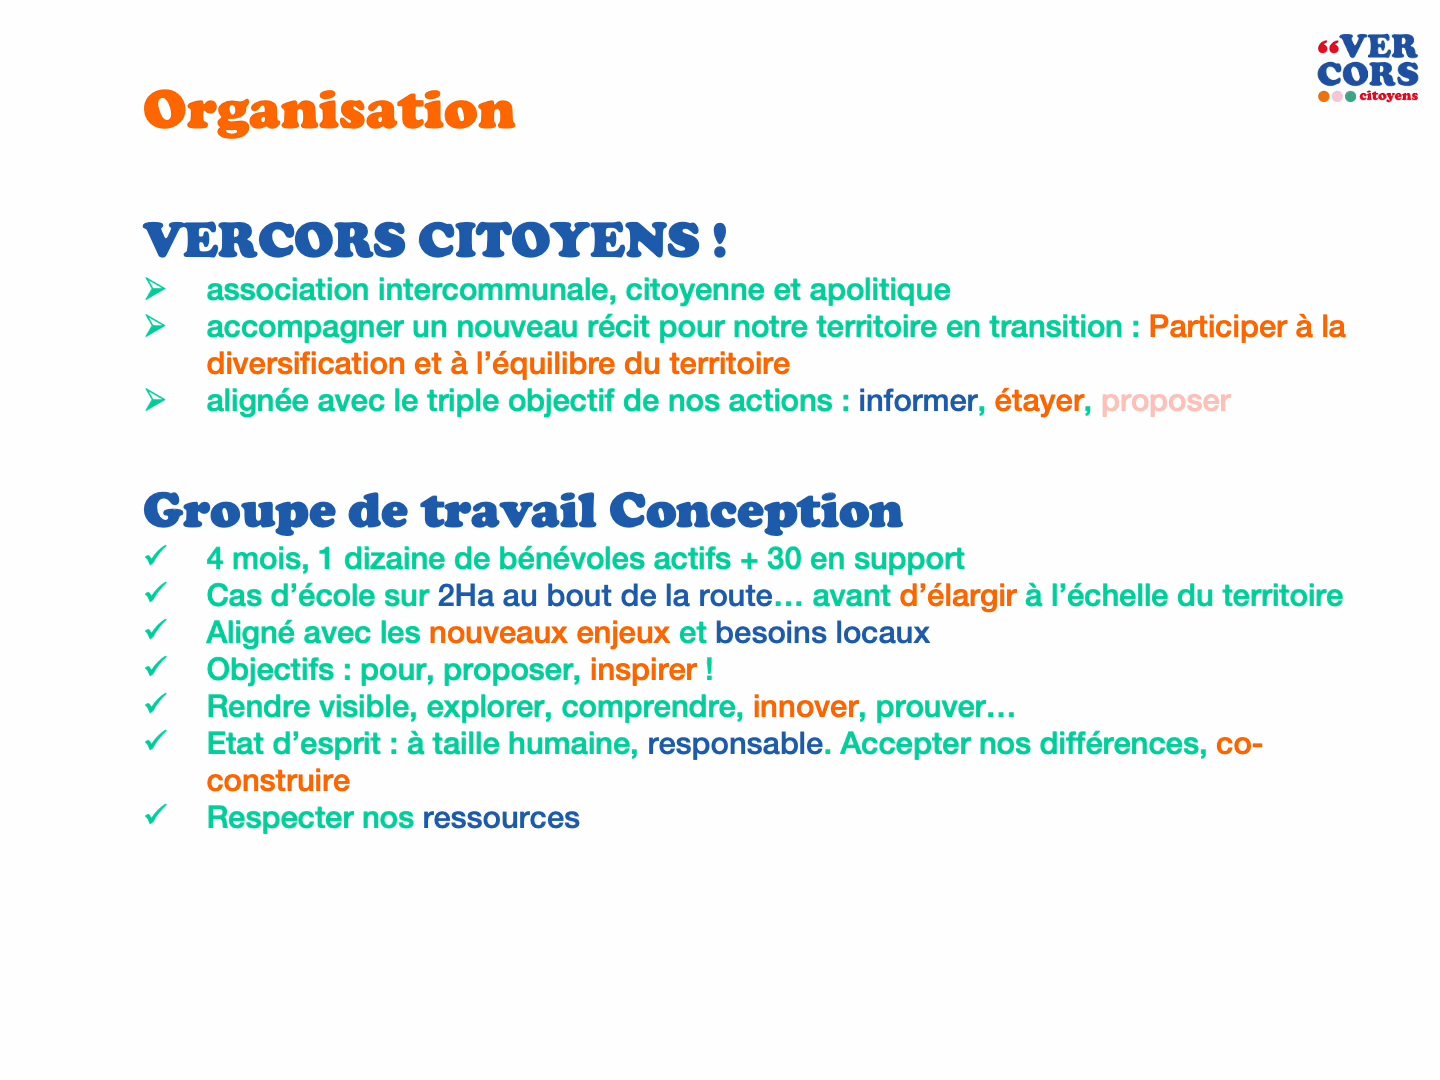 “VER
CORS
citoyens
Organisation
VERCORS CITOYENS !
➢ association intercommunale, citoyenne et apolitique
➢ accompagner un nouveau récit pour notre territoire en transition : Participer à la
diversification et à l’équilibre du territoire
➢ alignée avec le triple objectif de nos actions : informer, étayer, proposer
Groupe de travail Conception
✓ 4 mois, 1 dizaine de bénévoles actifs + 30 en support
✓ Cas d’école sur 2Ha au bout de la route… avant d’élargir à l’échelle du territoire
✓ Aligné avec les nouveaux enjeux et besoins locaux
✓ Objectifs : pour, proposer, inspirer !
✓ Rendre visible, explorer, comprendre, innover, prouver…
✓ Etat d’esprit : à taille humaine, responsable. Accepter nos différences, co-
construire
✓ Respecter nos ressources